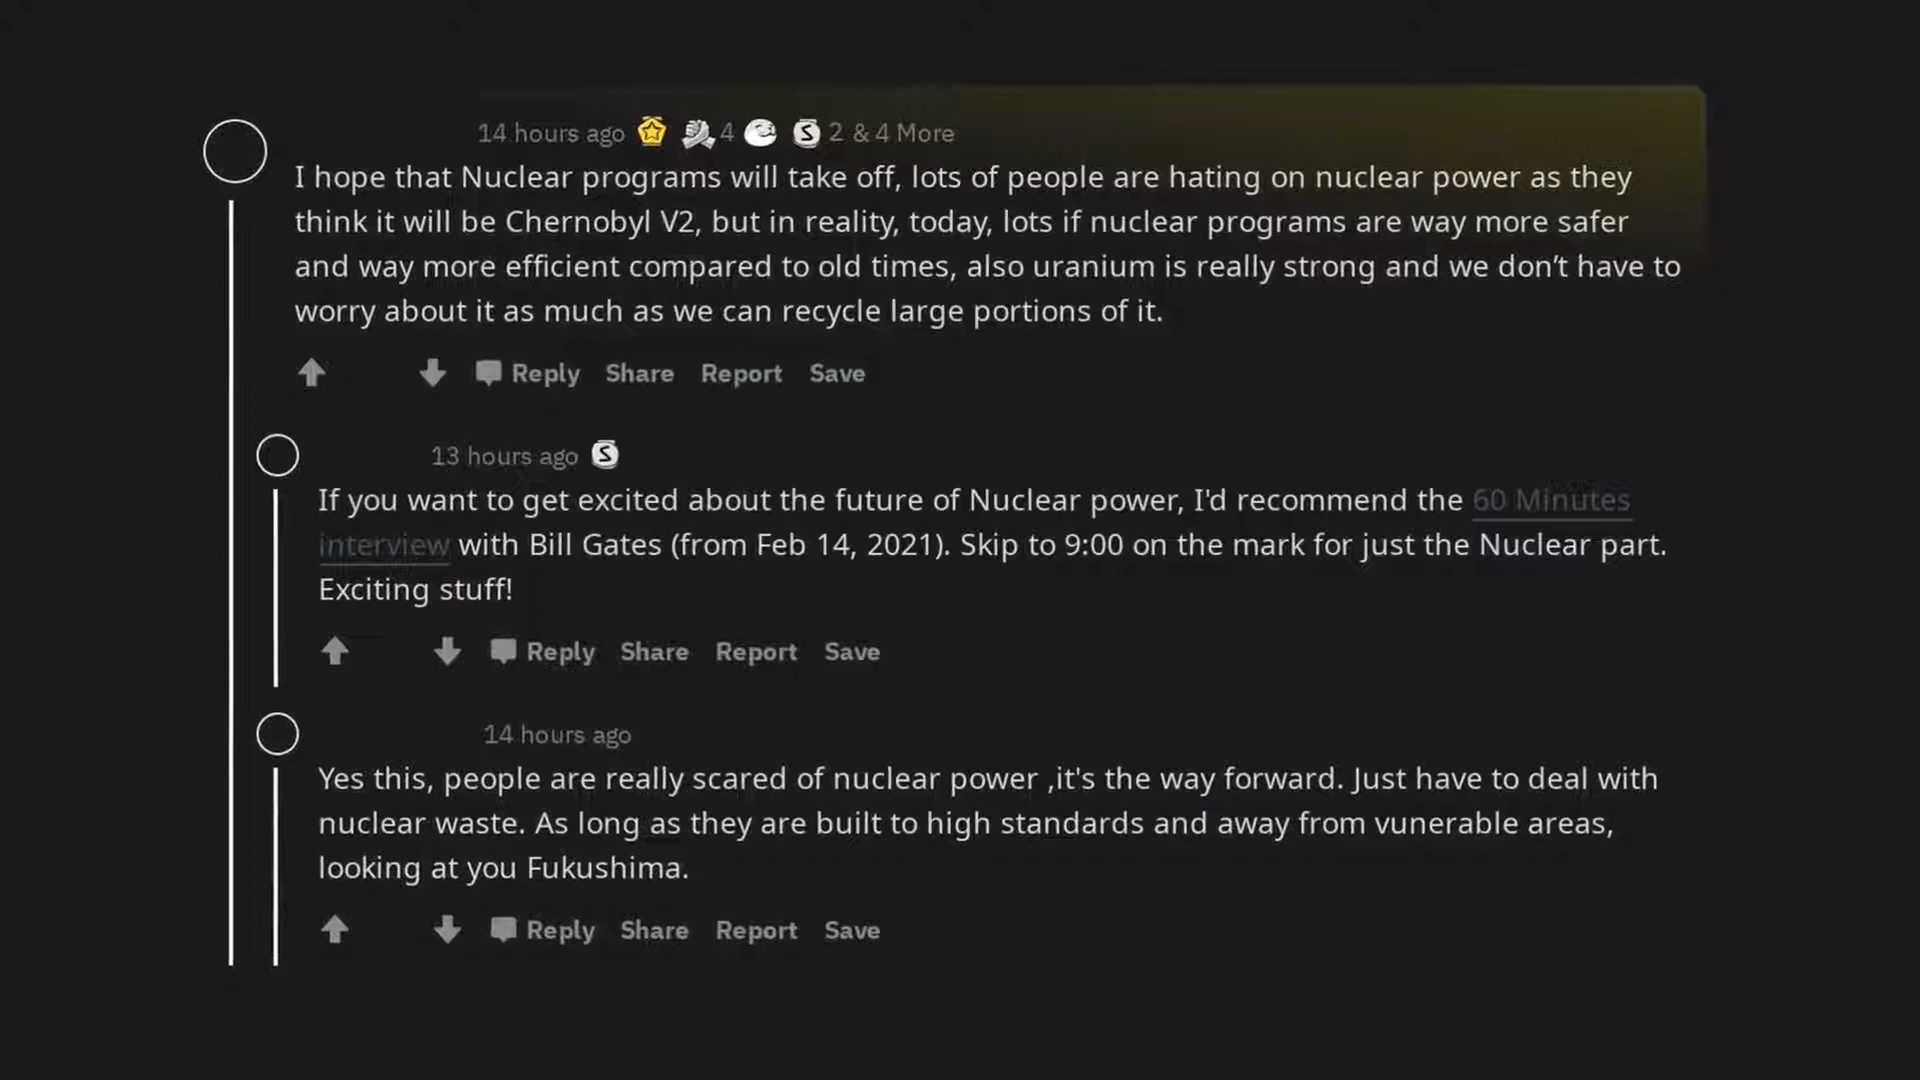 14 hours ago 4 2 & 4 More
I hope that Nuclear programs will take off, lots of people are hating on nuclear power as they
think it will be Chernobyl V2, but in reality, today, lots if nuclear programs are way more safer
and way more efficient compared to old times, also uranium is really strong and we don’t have to
worry about it as much as we can recycle large portions of it.
Reply Share Report Save
13 hours ago S
If you want to get excited about the future of Nuclear power, I'd recommend the 60 Minutes
interview with Bill Gates (from Feb 14, 2021). Skip to 9:00 on the mark for just the Nuclear part.
Exciting stuff!
Reply Share Report Save
14 hours ago
Yes this, people are really scared of nuclear power ,it's the way forward. Just have to deal with
nuclear waste. As long as they are built to high standards and away from vunerable areas,
looking at you Fukushima.
Reply Share Report Save